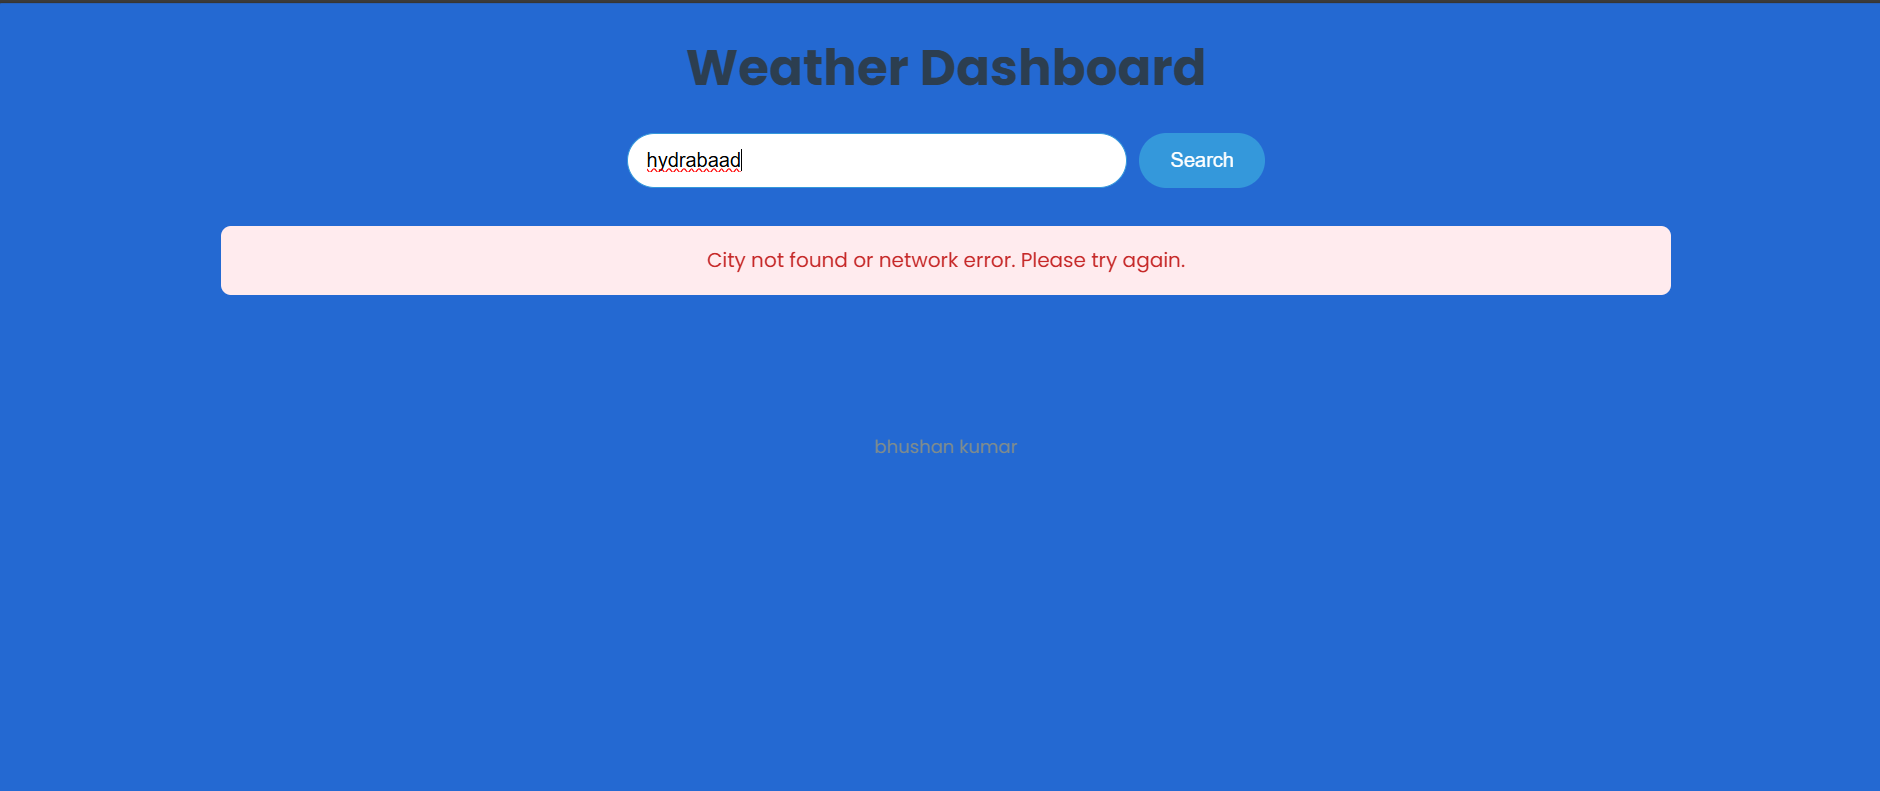 Weather Dashboard
hydrabaad
Search
City not found or network error. Please try again.
bhushan kumar